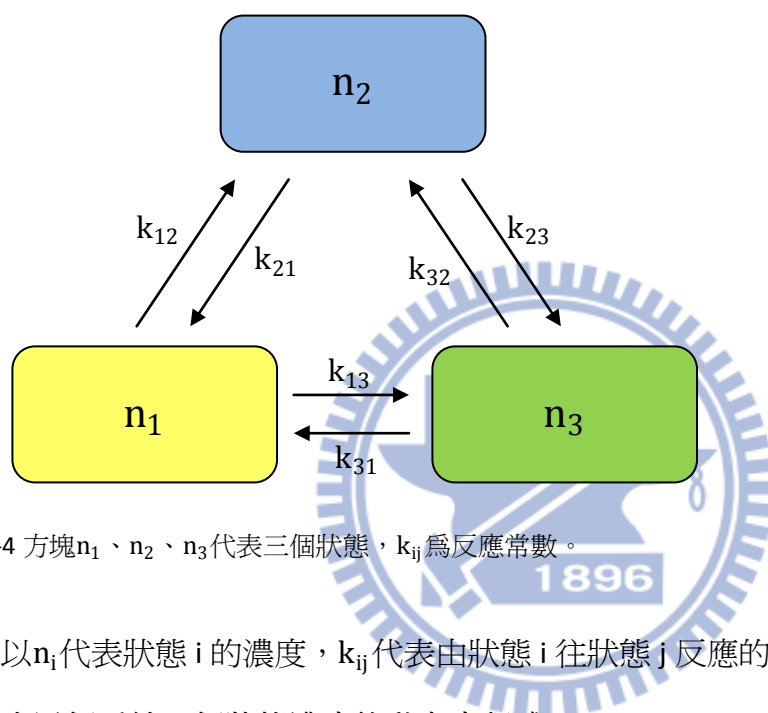 n₂
k₁₂
k₂₁
k₃₂
k₂₃
n₁
k₁₃
k₃₁
n₃
8
-4 方塊n₁、n₂、n₃代表三個狀態，kᵢⱼ爲反應常數。
1896
以nᵢ代表狀態 i 的濃度，kᵢⱼ代表由狀態 i 往狀態 j 反應的